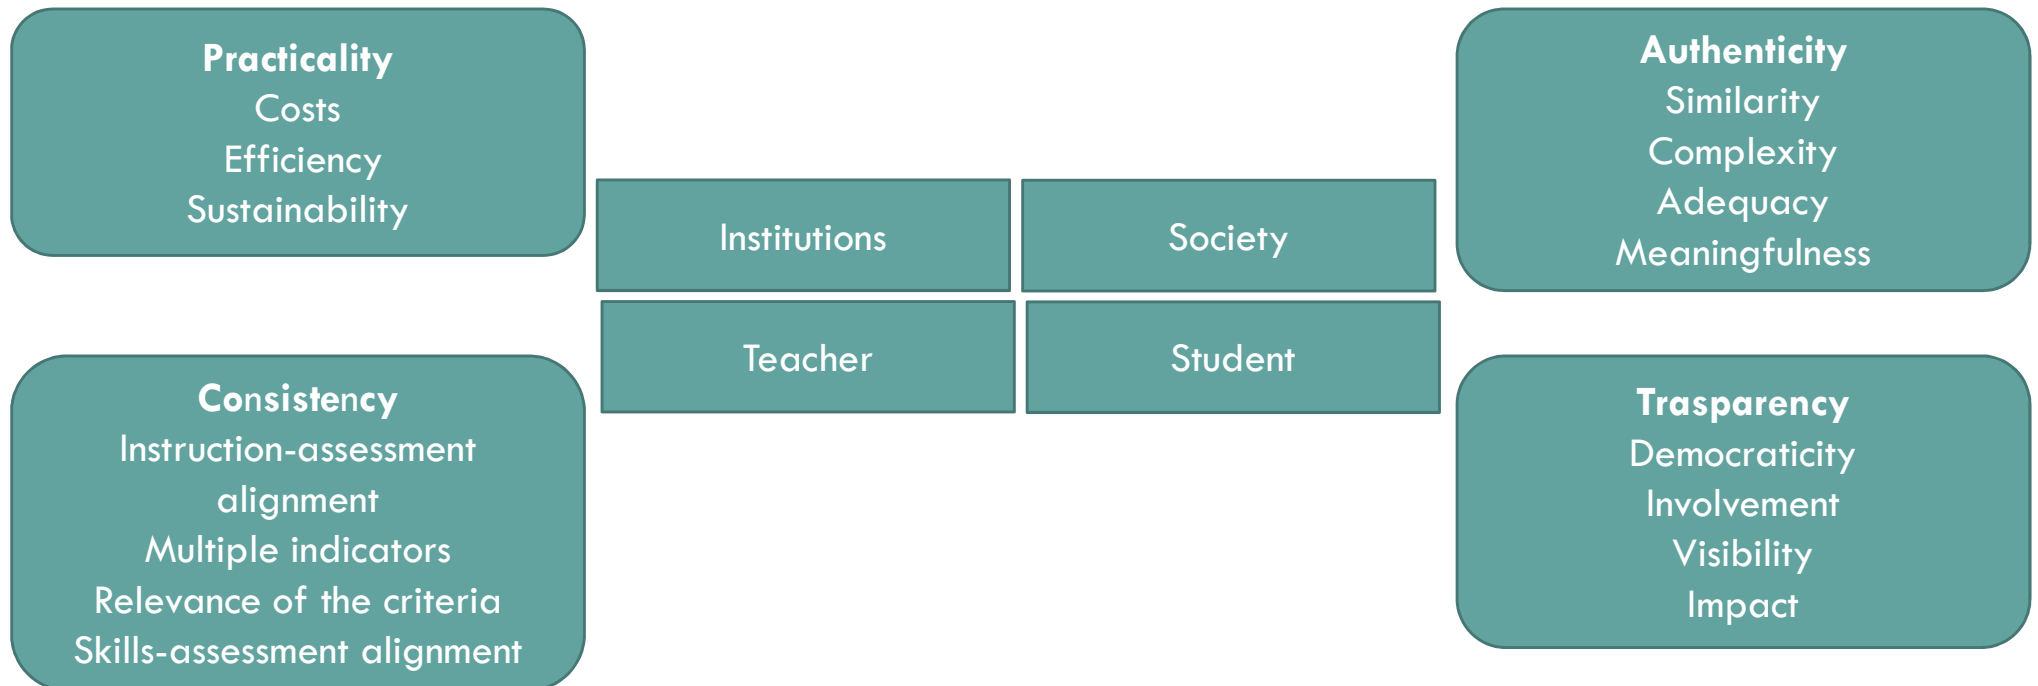 Practicality
Costs
Efficiency
Sustainability
Institutions
Society
Authenticity
Similarity
Complexity
Adequacy
Meaningfulness
Teacher
Student
Consistency
Instruction-assessment
alignment
Multiple indicators
Relevance of the criteria
Skills-assessment alignment
Trasparency
Democraticity
Involvement
Visibility
Impact